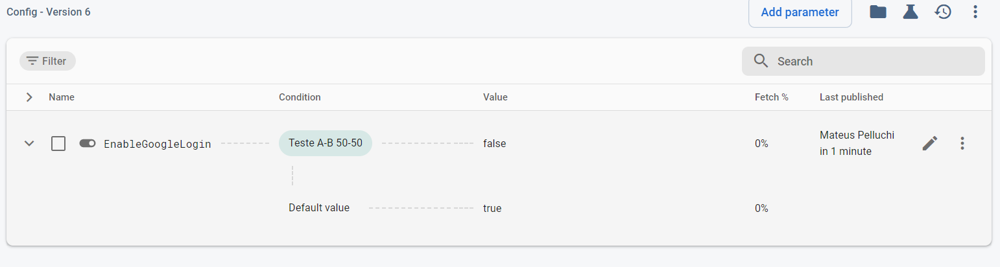 Config - Version 6
Add parameter
Filter
Search
Name Condition Value Fetch % Last published
EnableGoogleLogin Teste A-B 50-50 false 0% Mateus Pelluchi
in 1 minute
Default value true 0%